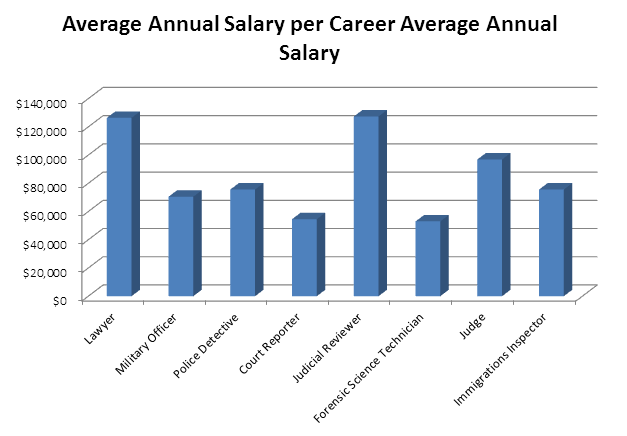 Average Annual Salary per Career Average Annual
Salary
$140,000
$120,000
$100,000
$80,000
$60,000
$40,000
$20,000
$0
Lawyer
Military Officer
Police Detective
Court Reporter
Judicial Reviewer
Forensic Science Technician
Judge
Immigrations Inspector